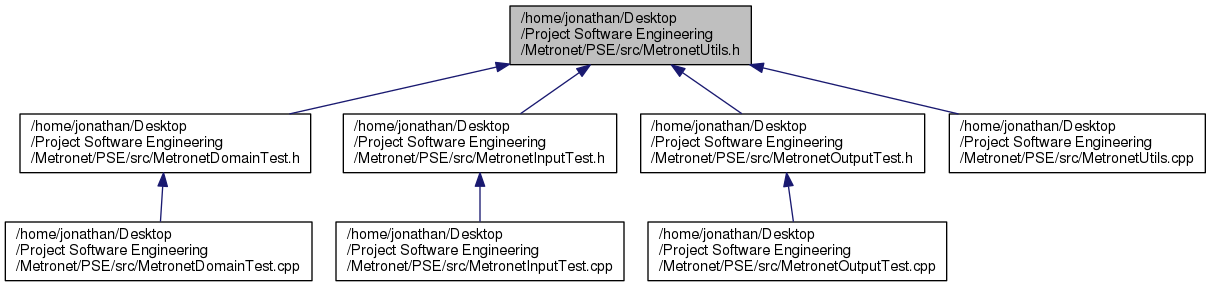 /home/jonathan/Desktop
/Project Software Engineering
/Metronet/PSE/src/MetronetUtils.h
/home/jonathan/Desktop
/Project Software Engineering
/Metronet/PSE/src/MetronetDomainTest.h
/home/jonathan/Desktop
/Project Software Engineering
/Metronet/PSE/src/MetronetInputTest.h
/home/jonathan/Desktop
/Project Software Engineering
/Metronet/PSE/src/MetronetOutputTest.h
/home/jonathan/Desktop
/Project Software Engineering
/Metronet/PSE/src/MetronetUtils.cpp
/home/jonathan/Desktop
/Project Software Engineering
/Metronet/PSE/src/MetronetDomainTest.cpp
/home/jonathan/Desktop
/Project Software Engineering
/Metronet/PSE/src/MetronetInputTest.cpp
/home/jonathan/Desktop
/Project Software Engineering
/Metronet/PSE/src/MetronetOutputTest.cpp